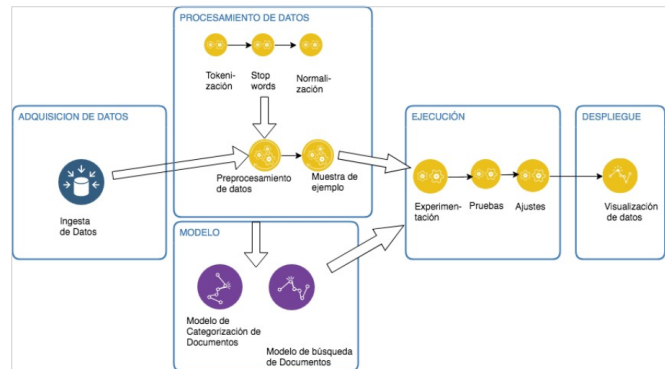 PROCESAMIENTO DE DATOS
Tokeni-
zación
Stop
words
Normali-
zación
ADQUISICION DE DATOS
Ingesta
de Datos
Preprocesamiento
de datos
Muestra de
ejemplo
MODELO
Modelo de
Categorización de
Documentos
Modelo de búsqueda
de Documentos
EJECUCIÓN
Experimen-
tación
Pruebas
Ajustes
DESPLIEGUE
Visualización
de datos